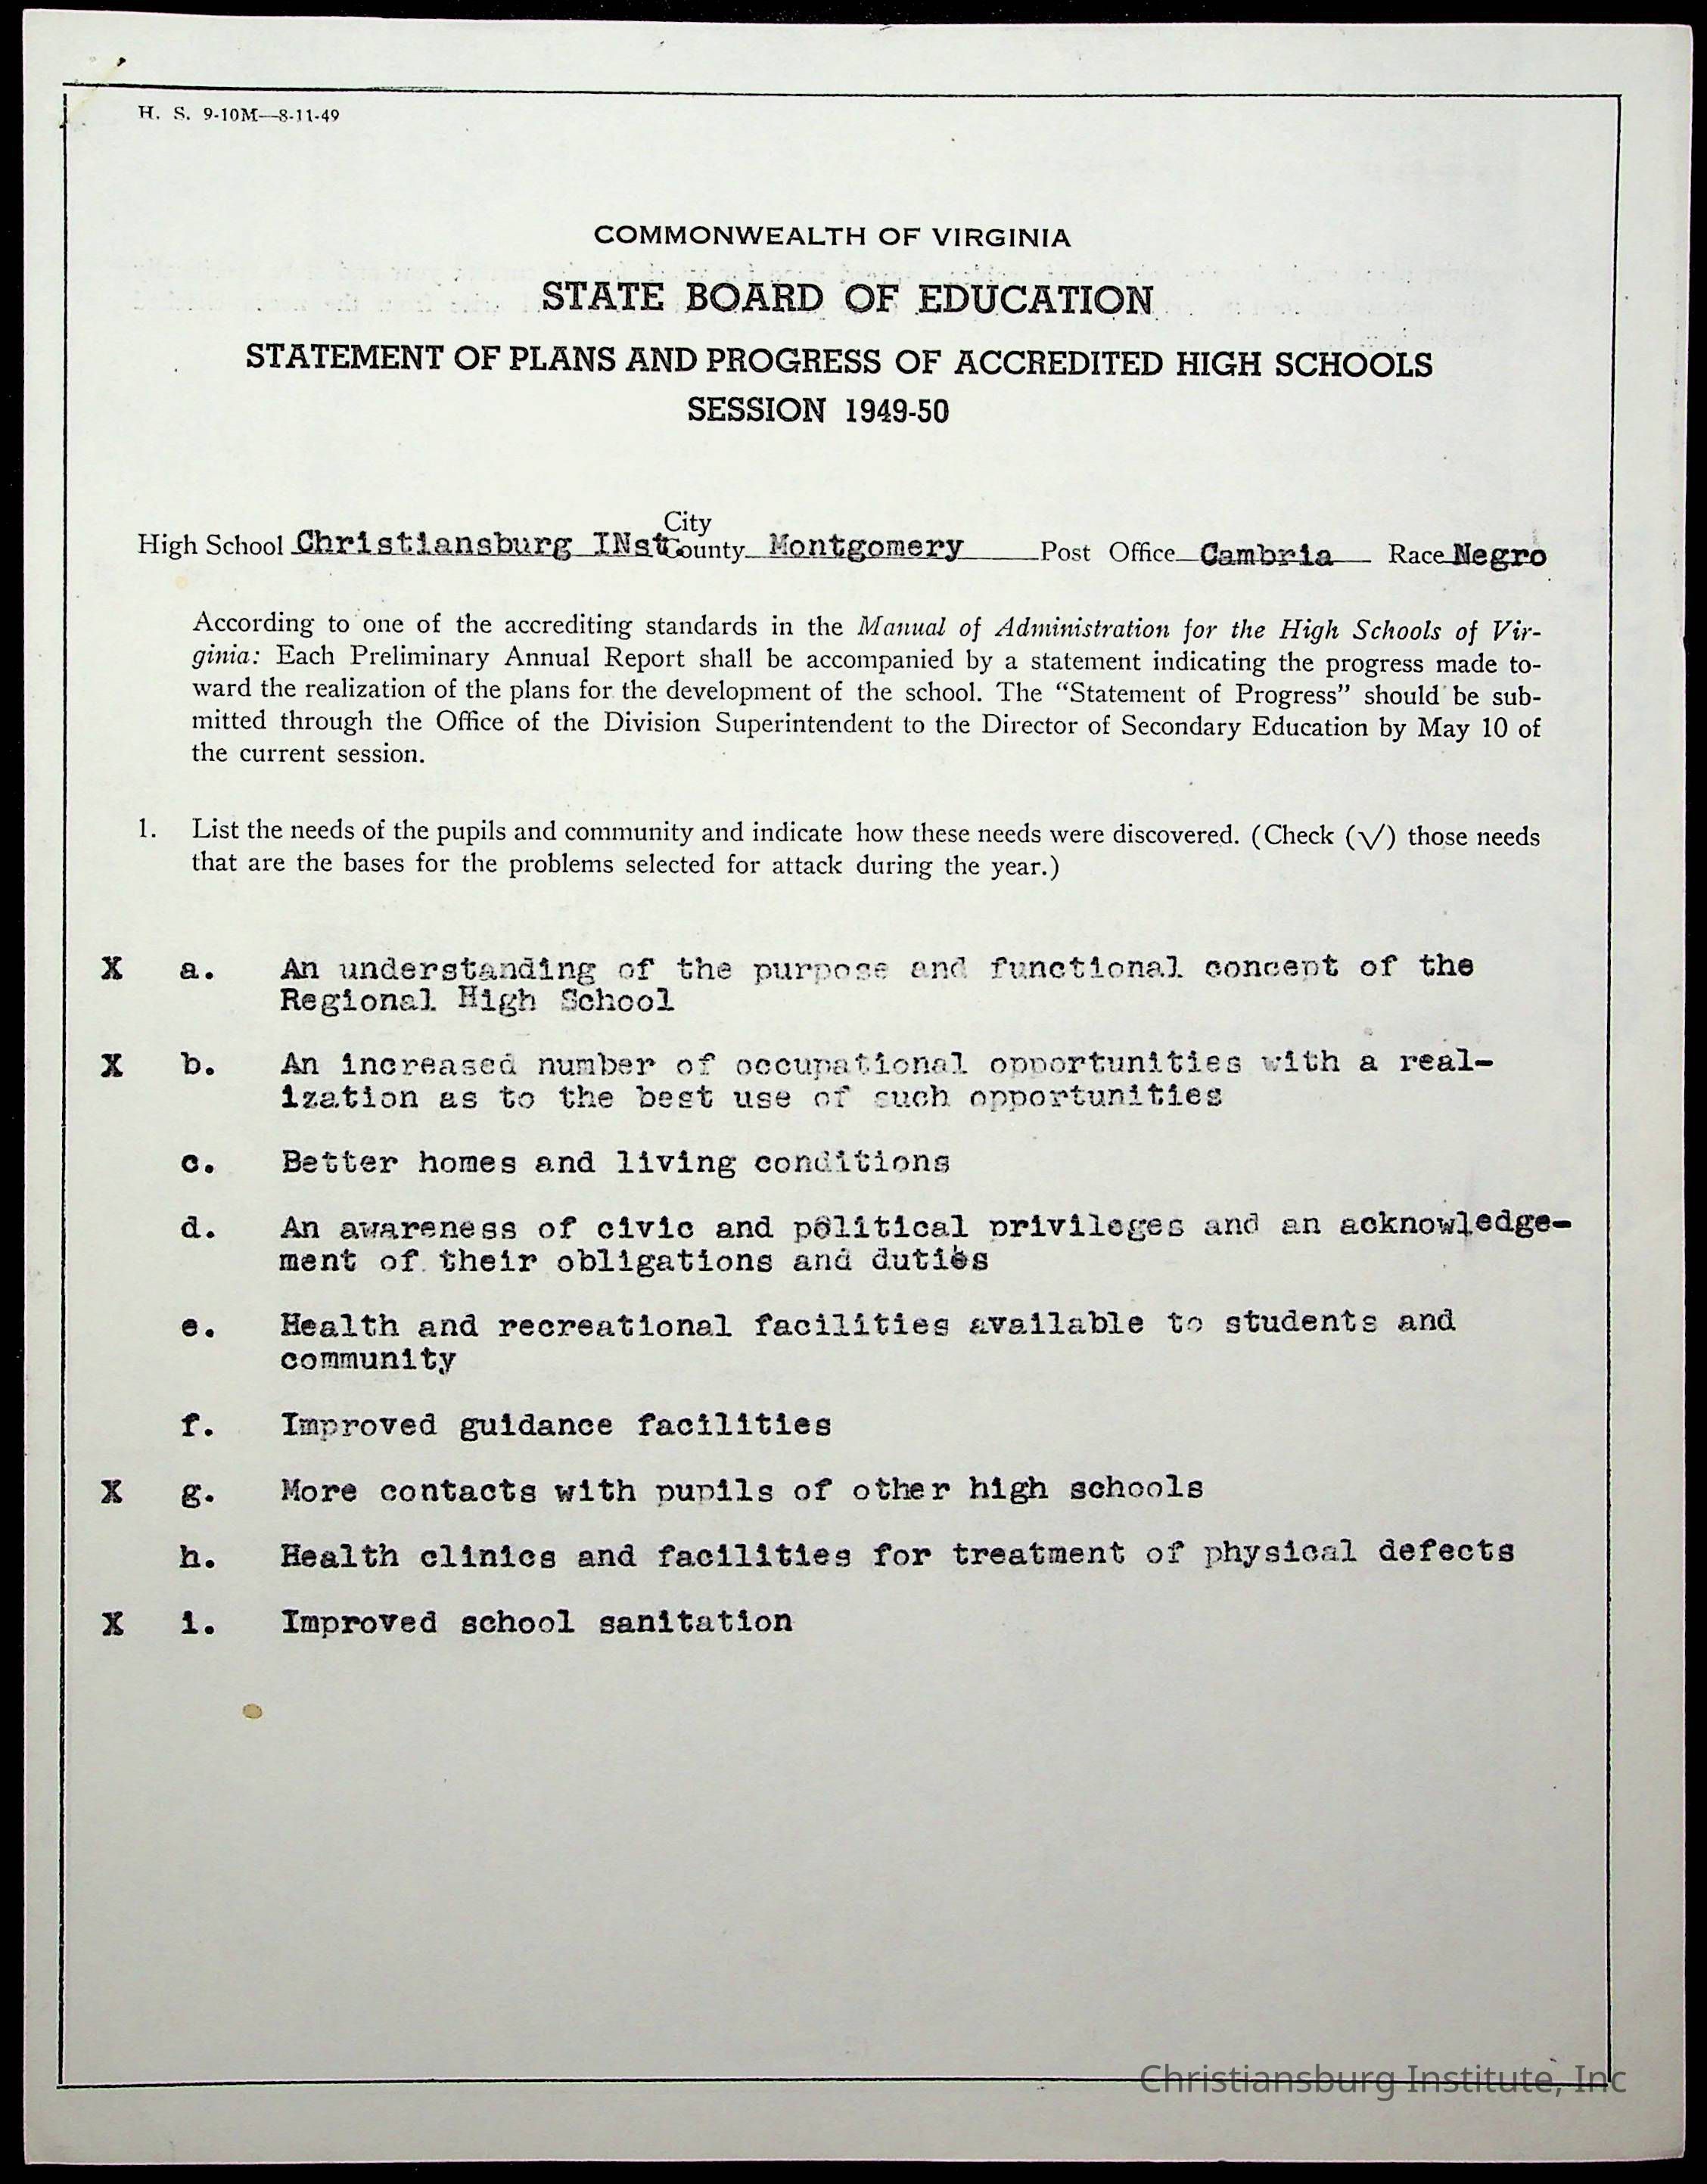 H. S. 9-10M—8-11-49
COMMONWEALTH OF VIRGINIA
STATE BOARD OF EDUCATION
STATEMENT OF PLANS AND PROGRESS OF ACCREDITED HIGH SCHOOLS
SESSION 1949-50
City
High School Christiansburg INst County Montgomery Post Office Cambria Race Negro
According to one of the accrediting standards in the Manual of Administration for the High Schools of Vir-
ginia: Each Preliminary Annual Report shall be accompanied by a statement indicating the progress made to-
ward the realization of the plans for the development of the school. The “Statement of Progress” should be sub-
mitted through the Office of the Division Superintendent to the Director of Secondary Education by May 10 of
the current session.
1. List the needs of the pupils and community and indicate how these needs were discovered. (Check (√) those needs
that are the bases for the problems selected for attack during the year.)
X a. An understanding of the purpose and functional concept of the
Regional High School
X b. An increased number of occupational opportunities with a real-
ization as to the best use of such opportunities
c. Better homes and living conditions
d. An awareness of civic and political privileges and an acknowledge-
ment of their obligations and duties
e. Health and recreational facilities available to students and
community
f. Improved guidance facilities
X g. More contacts with pupils of other high schools
h. Health clinics and facilities for treatment of physical defects
X i. Improved school sanitation
Christiansburg Institute, Inc